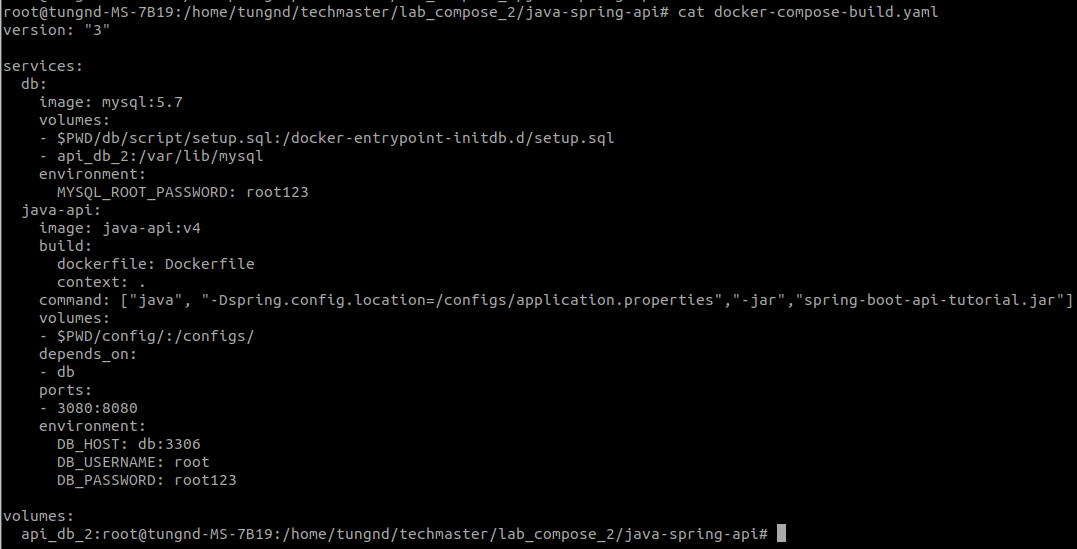 root@tungnd-MS-7B19:/home/tungnd/techmaster/lab_compose_2/java-spring-api# cat docker-compose-build.yaml
version: "3"

services:
  db:
    image: mysql:5.7
    volumes:
    - $PWD/db/script/setup.sql:/docker-entrypoint-initdb.d/setup.sql
    - api_db_2:/var/lib/mysql
    environment:
      MYSQL_ROOT_PASSWORD: root123
  java-api:
    image: java-api:v4
    build:
      dockerfile: Dockerfile
      context: .
    command: ["java", "-Dspring.config.location=/configs/application.properties","-jar","spring-boot-api-tutorial.jar"]
    volumes:
    - $PWD/config/:/configs/
    depends_on:
    - db
    ports:
    - 3080:8080
    environment:
      DB_HOST: db:3306
      DB_USERNAME: root
      DB_PASSWORD: root123

volumes:
  api_db_2:root@tungnd-MS-7B19:/home/tungnd/techmaster/lab_compose_2/java-spring-api#